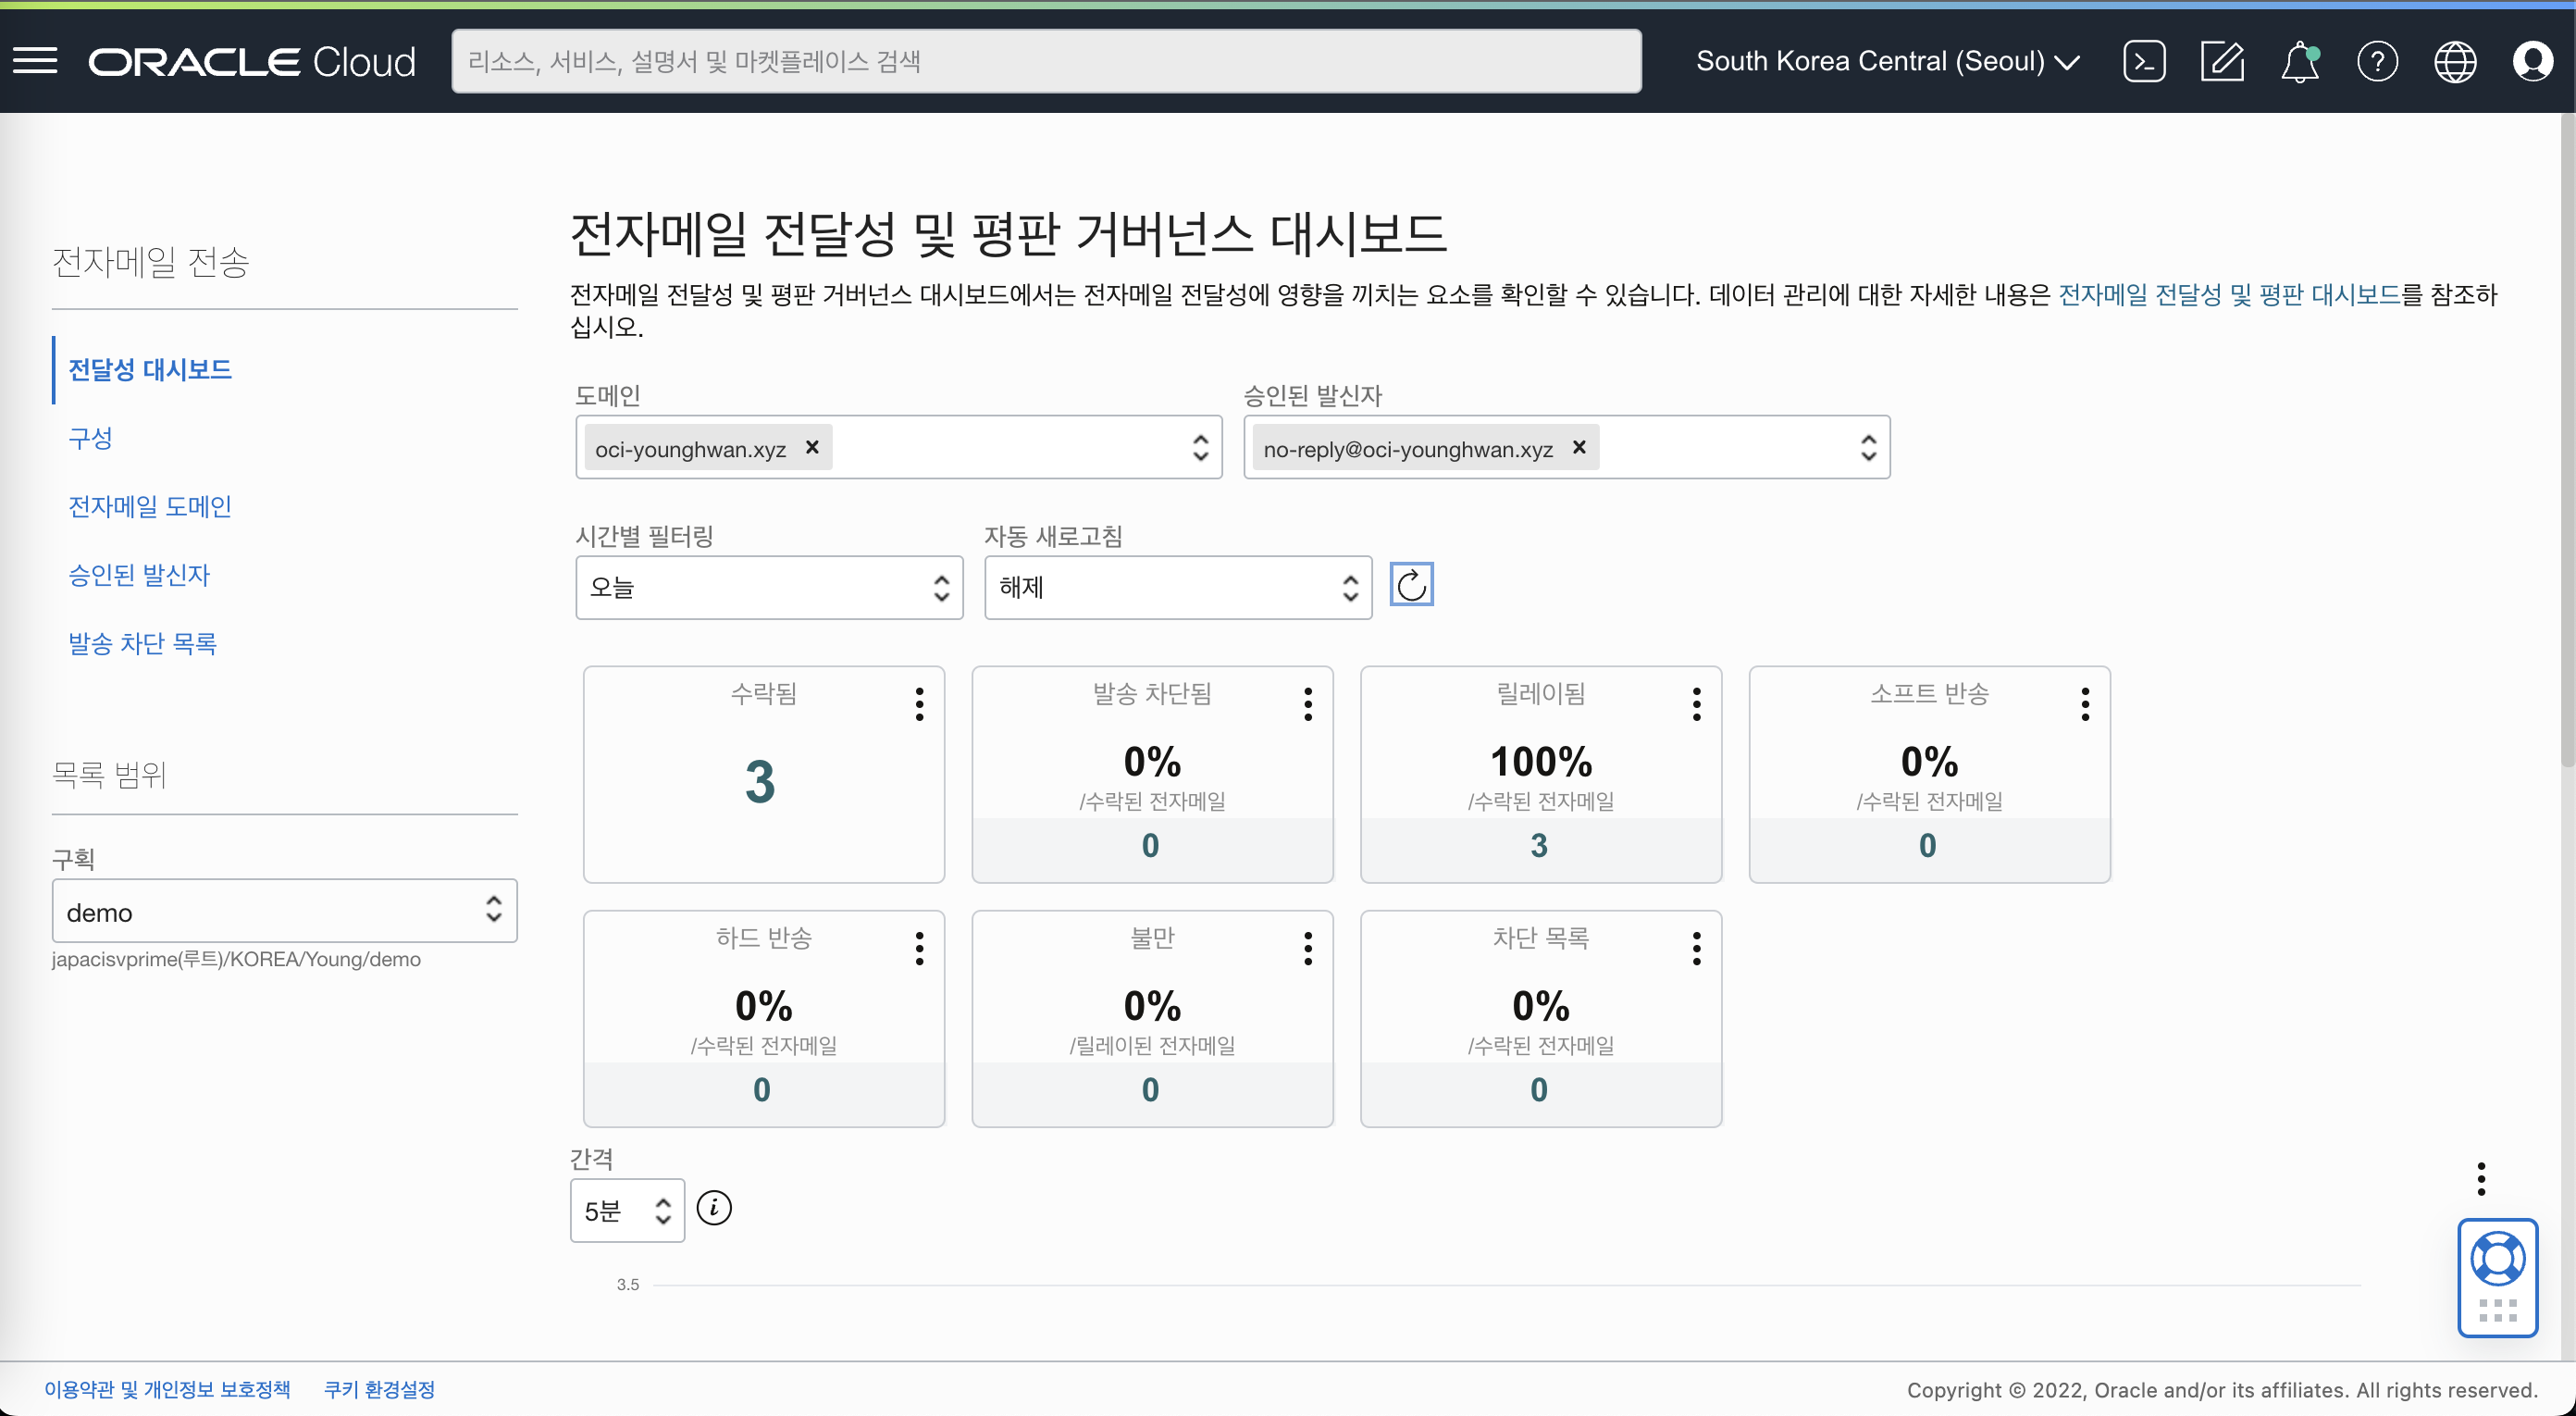 ORACLE Cloud
리소스, 서비스, 설명서 및 마켓플레이스 검색
South Korea Central (Seoul)
전자메일 전송
전달성 대시보드
구성
전자메일 도메인
승인된 발신자
발송 차단 목록
목록 범위
구획
demo
japacisvprime(루트)/KOREA/Young/demo
전자메일 전달성 및 평판 거버넌스 대시보드
전자메일 전달성 및 평판 거버넌스 대시보드에서는 전자메일 전달성에 영향을 끼치는 요소를 확인할 수 있습니다. 데이터 관리에 대한 자세한 내용은 전자메일 전달성 및 평판 대시보드를 참조하
십시오.
도메인
oci-younghwan.xyz
승인된 발신자
no-reply@oci-younghwan.xyz
시간별 필터링
오늘
자동 새로고침
해제
수락됨
3
발송 차단됨
0%
/수락된 전자메일
0
릴레이됨
100%
/수락된 전자메일
3
소프트 반송
0%
/수락된 전자메일
0
하드 반송
0%
/수락된 전자메일
0
불만
0%
/릴레이된 전자메일
0
차단 목록
0%
/수락된 전자메일
0
간격
5분
3.5
이용약관 및 개인정보 보호정책 쿠키 환경설정
Copyright © 2022, Oracle and/or its affiliates. All rights reserved.